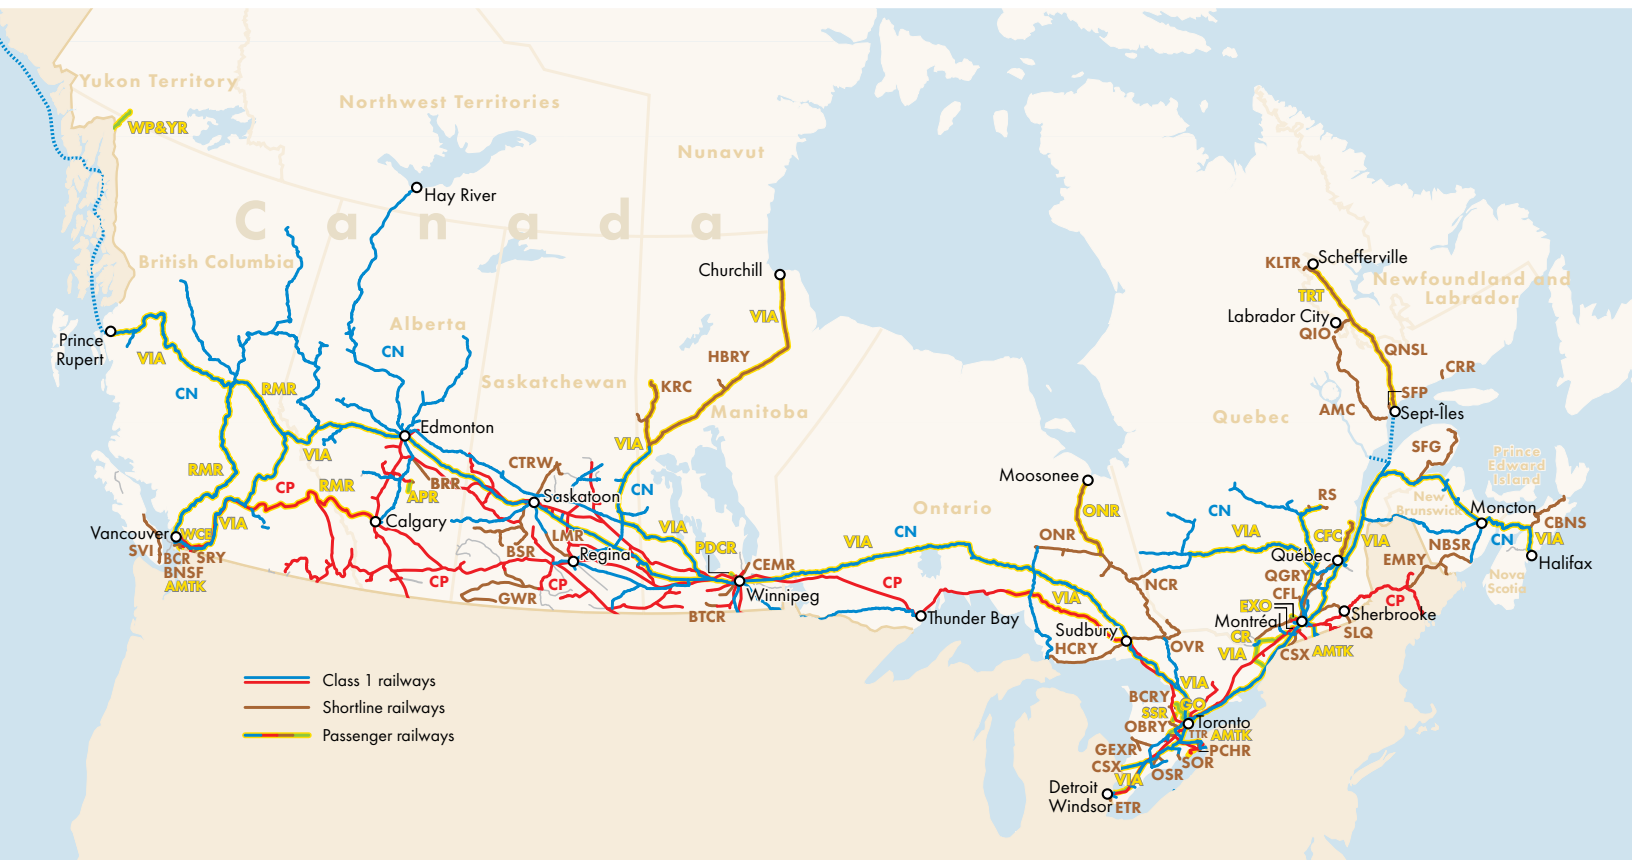 Yukon Territory
WP&YR
Northwest Territories
Nunavut
Hay River
Canada
British Columbia
Churchill
KLTR
Schefferville
Newfoundland and
Labrador
TRT
Labrador City
QIO
VIA
Prince
Rupert
VIA
Alberta
CN
HBRY
QNSL
CRR
CN
RMR
Saskatchewan
KRC
Manitoba
SFP
AMC
Sept-Îles
Quebec
Edmonton
VIA
VIA
SFG
Prince
Edward
Island
RMR
CP
RMR
CTRW
BRR
APR
Saskatoon
CN
Moosonee
ONR
Ontario
CN
RS
New
Brunswick
Moncton
CBNS
Vancouver
WCE
VIA
Calgary
SVI
BCR
SRY
BNSF
AMTK
LMR
BSR
Regina
VIA
PDCR
CEMR
VIA
CN
ONR
VIA
CFC
VIA
Québec
EMRY
NBSR
CN
VIA
Halifax
CP
CP
GWR
Winnipeg
BTCR
CP
Thunder Bay
VIA
NCR
QGRY
CFL
EXO
Montréal
CP
Sherbrooke
SLQ
Nova
Scotia
Sudbury
HCRY
OVR
CR
VIA
CSX
AMTK
Class 1 railways
Shortline railways
Passenger railways
VIA
BCRY
GO
SSR
OBRY
Toronto
TTR
AMTK
GEXR
PCHR
CSX
SOR
OSR
VIA
Detroit
Windsor
ETR